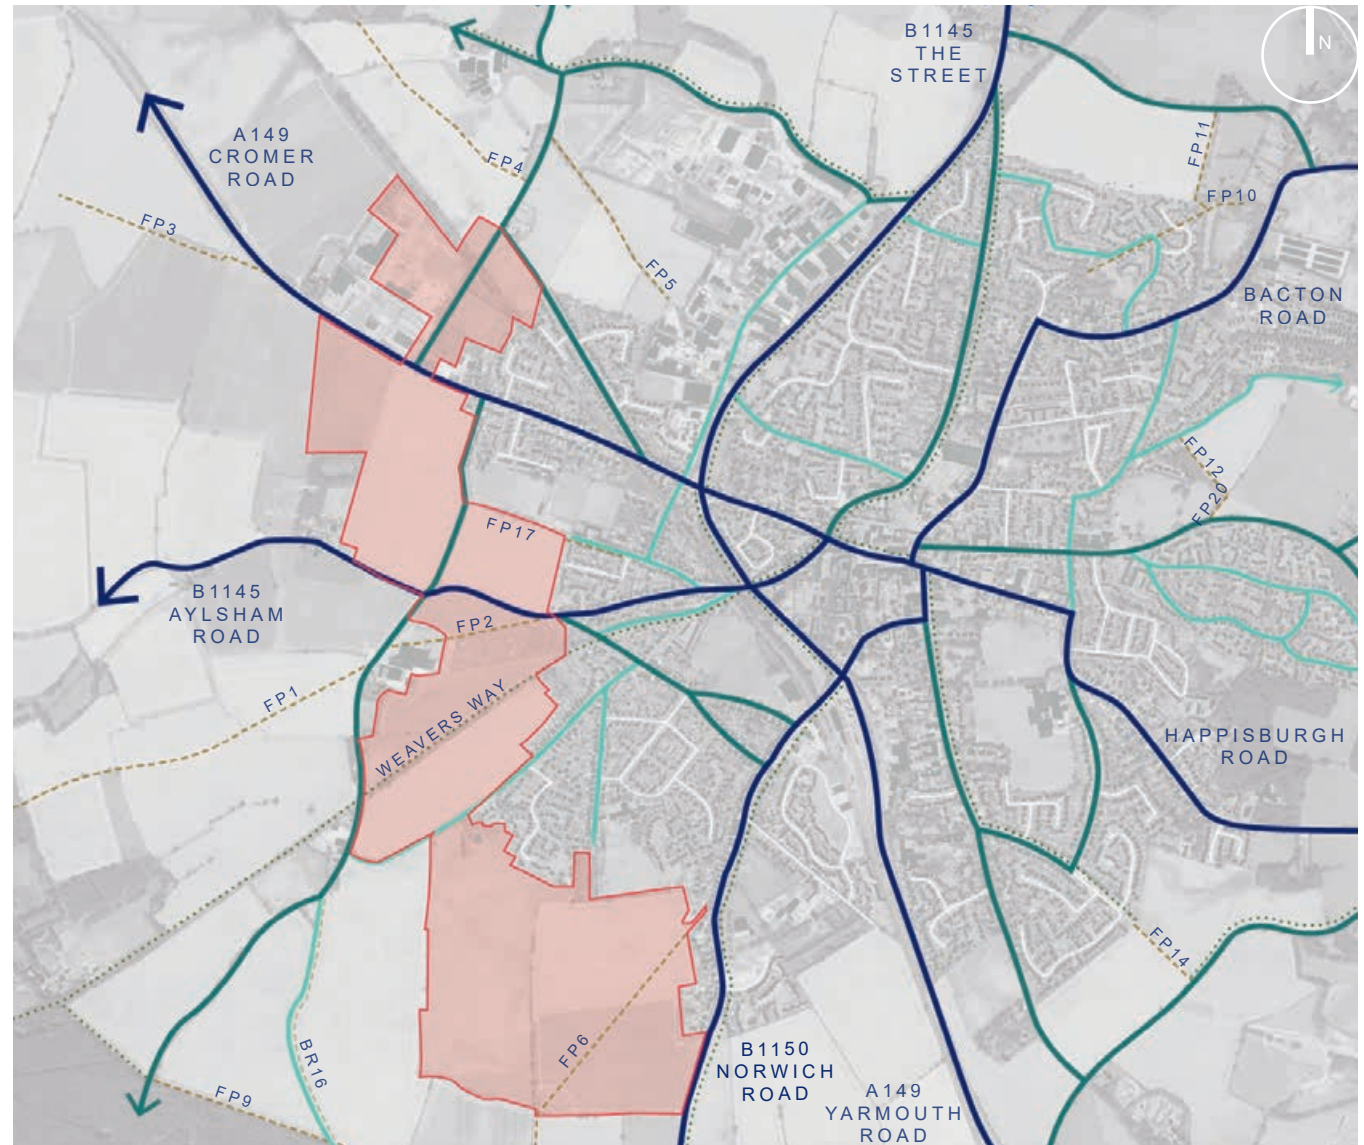 B1145
THE
STREET
N
A149
CROMER
ROAD
FP4
FP11
FP10
FP3
FP5
BACTON
ROAD
FP12
FP20
FP17
B1145
AYLSHAM
ROAD
FP2
FP1
WEAVERS WAY
HAPPISBURGH
ROAD
FP14
FP6
B1150
NORWICH
ROAD
BR16
FP9
A149
YARMOUTH
ROAD